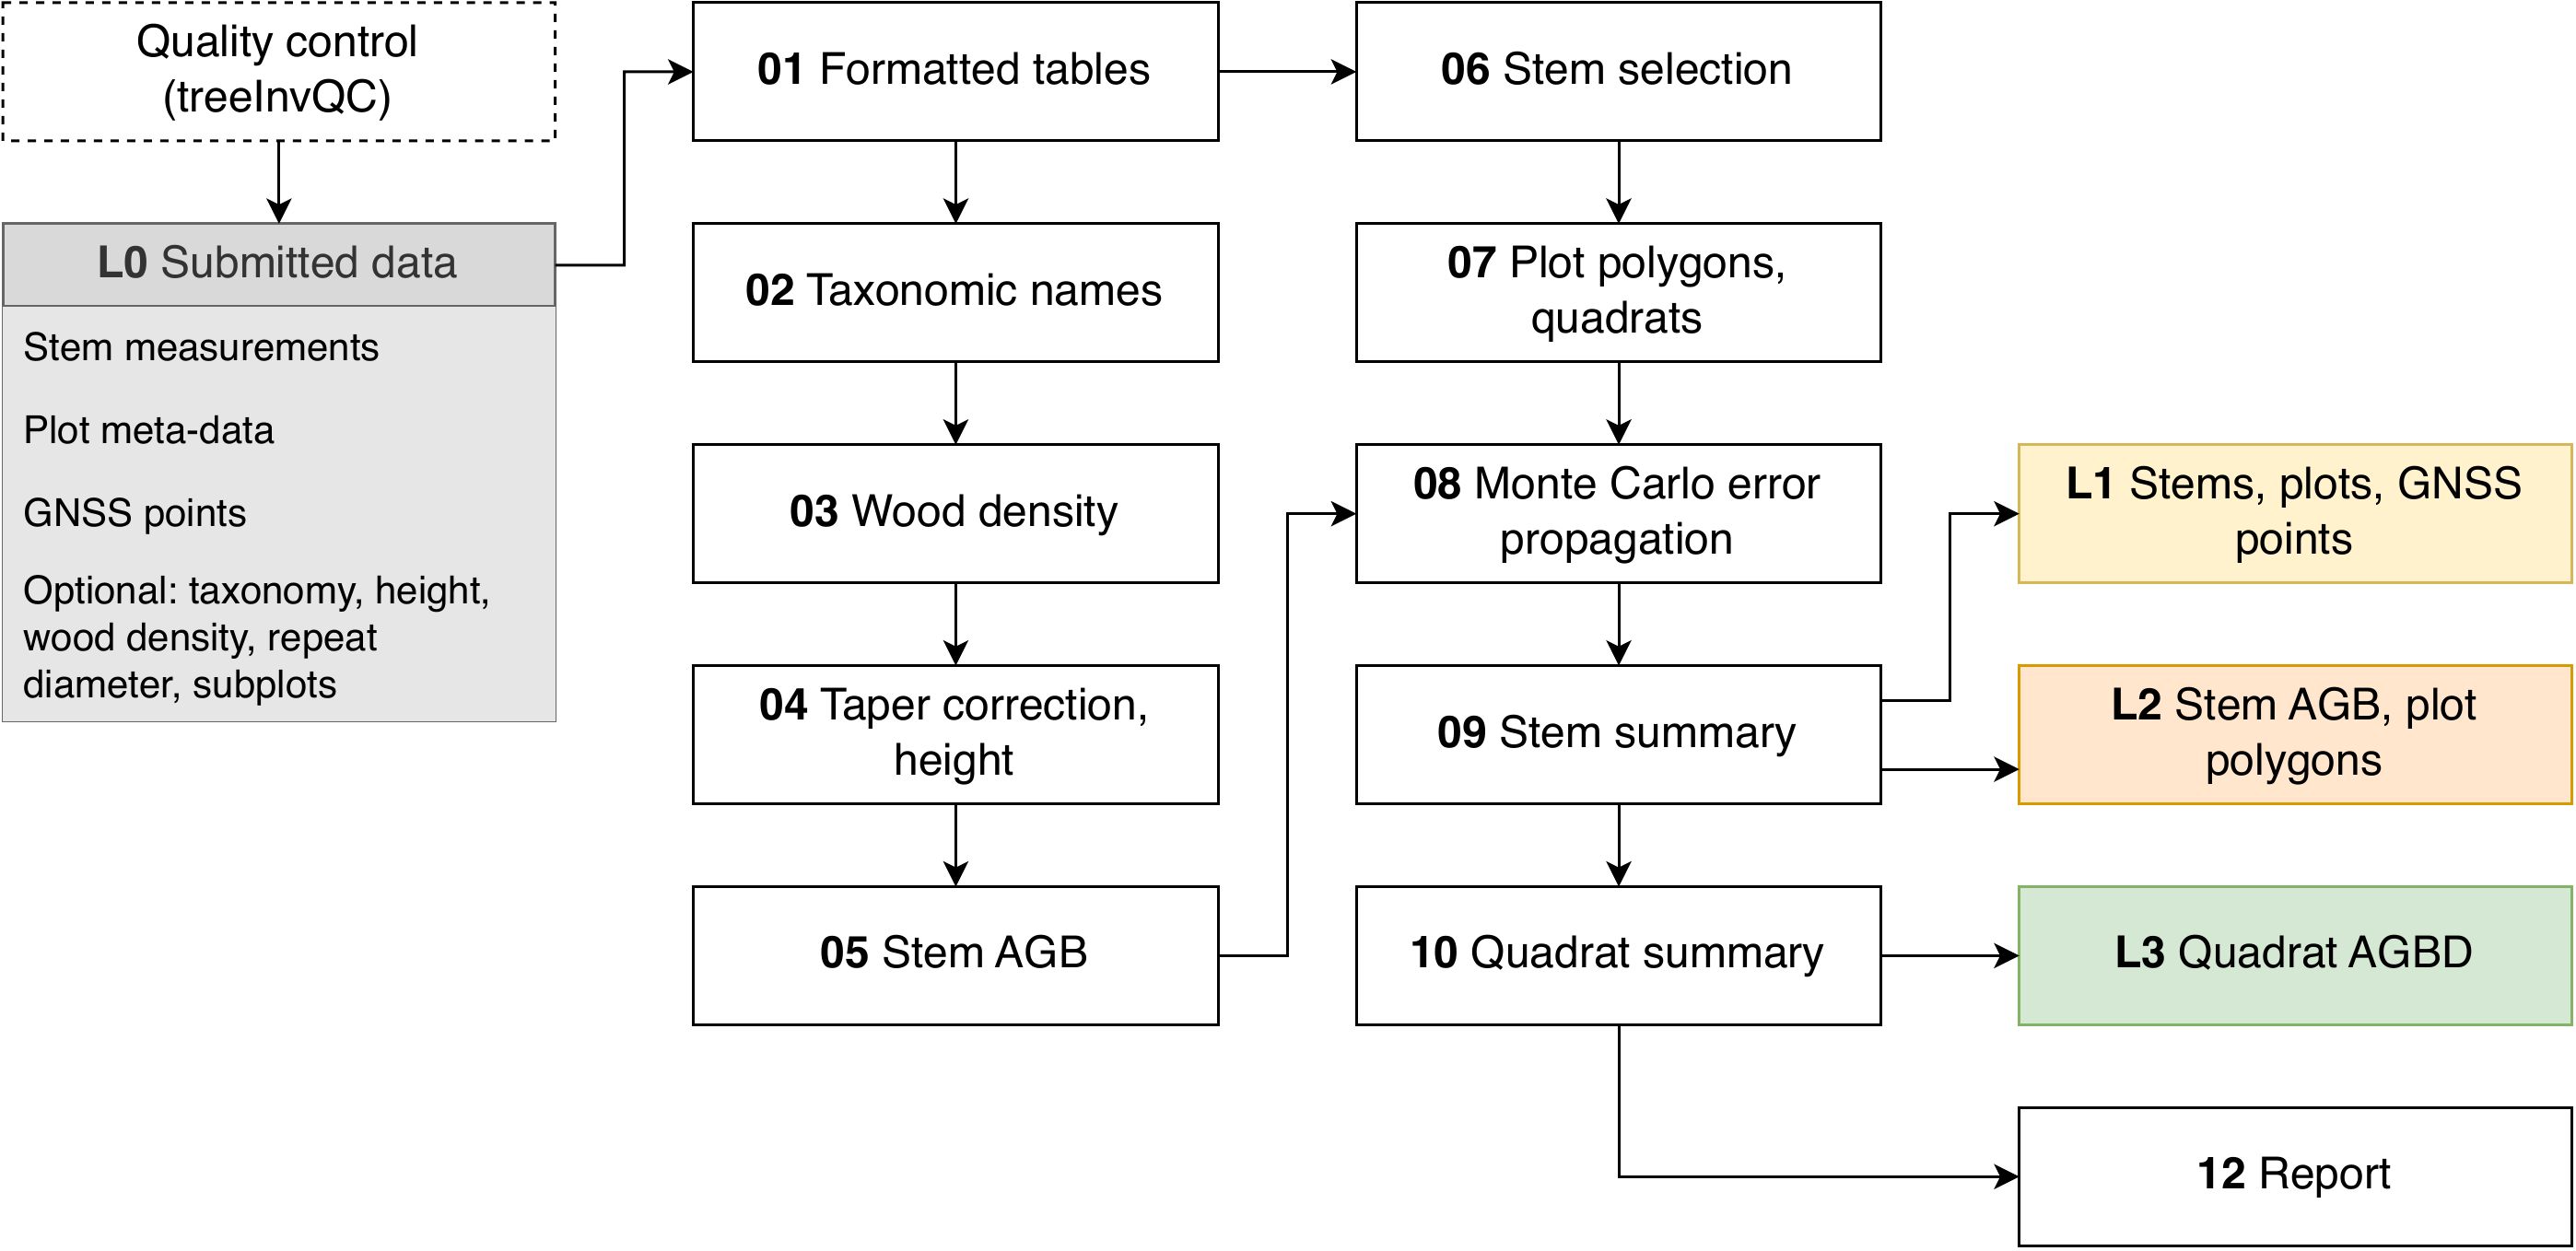 Quality control
(treeInvQC)
L0 Submitted data
Stem measurements
Plot meta-data
GNSS points
Optional: taxonomy, height,
wood density, repeat
diameter, subplots
01 Formatted tables
02 Taxonomic names
03 Wood density
04 Taper correction,
height
05 Stem AGB
06 Stem selection
07 Plot polygons,
quadrats
08 Monte Carlo error
propagation
09 Stem summary
10 Quadrat summary
L1 Stems, plots, GNSS
points
L2 Stem AGB, plot
polygons
L3 Quadrat AGBD
12 Report